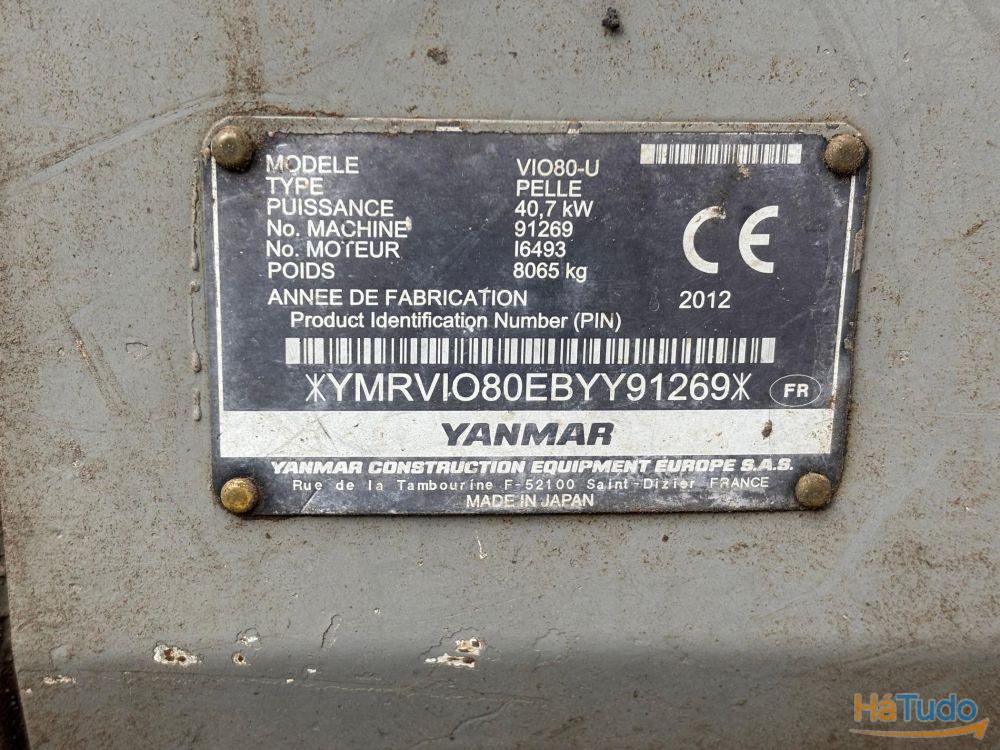 MODELE VIO80-U
TYPE PELLE
PUISSANCE 40,7 kW
No. MACHINE 91269
No. MOTEUR I6493
POIDS 8065 kg
CE
ANNEE DE FABRICATION 2012
Product Identification Number (PIN)
*YMRVIO80EBYY91269*
FR
YANMAR
YANMAR CONSTRUCTION EQUIPMENT EUROPE S.A.S.
Rue de la Tambourine F-52100 Saint-Dizier FRANCE
MADE IN JAPAN
HáTudo